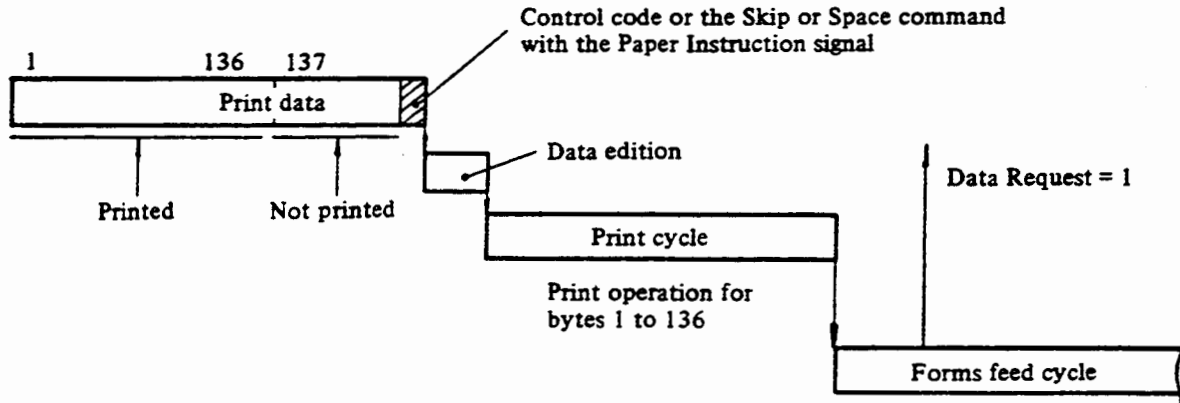 Control code or the Skip or Space command
with the Paper Instruction signal
1 136 137
Print data
Data edition
Printed Not printed
Data Request = 1
Print cycle
Print operation for
bytes 1 to 136
Forms feed cycle